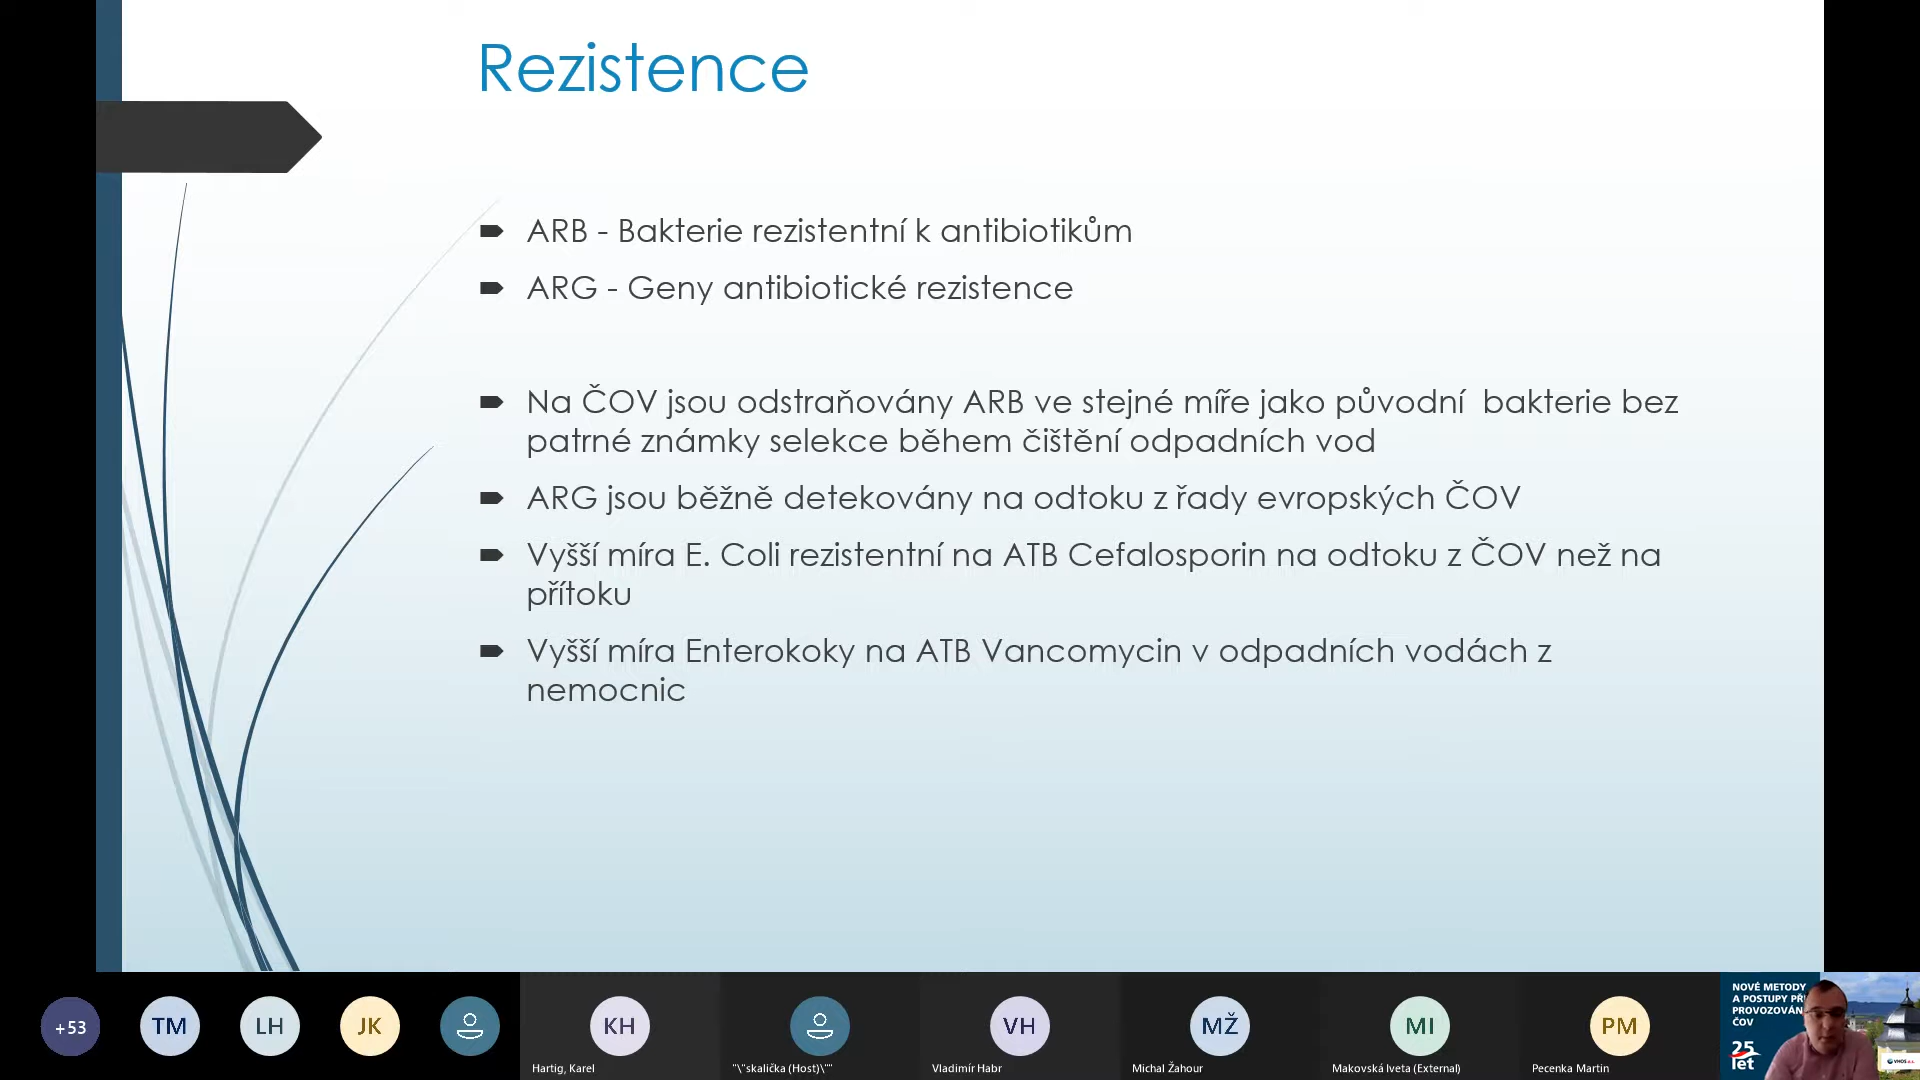 Rezistence
ARB - Bakterie rezistentní k antibiotikům
ARG - Geny antibiotické rezistence
Na ČOV jsou odstraňovány ARB ve stejné míře jako původní  bakterie bez
patrné známky selekce během čištění odpadních vod
ARG jsou běžně detekovány na odtoku z řady evropských ČOV
Vyšší míra E. Coli rezistentní na ATB Cefalosporin na odtoku z ČOV než na
přítoku
Vyšší míra Enterokoky na ATB Vancomycin v odpadních vodách z
nemocnic
+53
TM
LH
JK
KH
VH
MŽ
MI
PM
Hartig, Karel
"\"skalička (Host)\""
Vladimír Habr
Michal Žahour
Makovská Iveta (External)
Pecenka Martin
NOVÉ METODY
A POSTUPY PŘ
PROVOZOVÁN
ČOV
25
let